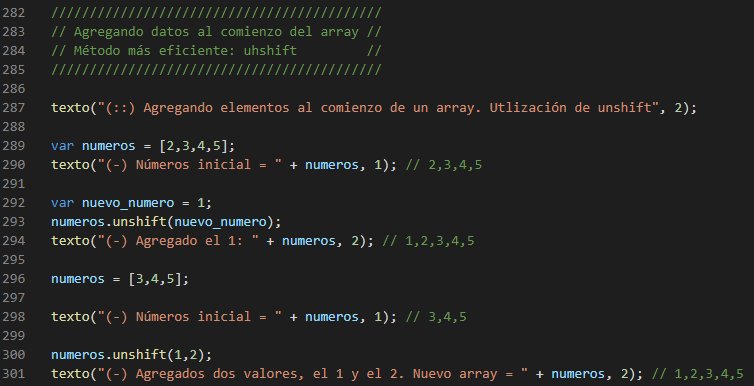 282 ///////////////////////////////////////////
283 // Agregando datos al comienzo del array //
284 // Método más eficiente: uhshift         //
285 ///////////////////////////////////////////
286
287 texto("(::) Agregando elementos al comienzo de un array. Utlización de unshift", 2);
288
289 var numeros = [2,3,4,5];
290 texto("(-) Números inicial = " + numeros, 1); // 2,3,4,5
291
292 var nuevo_numero = 1;
293 numeros.unshift(nuevo_numero);
294 texto("(-) Agregado el 1: " + numeros, 2); // 1,2,3,4,5
295
296 numeros = [3,4,5];
297
298 texto("(-) Números inicial = " + numeros, 1); // 3,4,5
299
300 numeros.unshift(1,2);
301 texto("(-) Agregados dos valores, el 1 y el 2. Nuevo array = " + numeros, 2); // 1,2,3,4,5